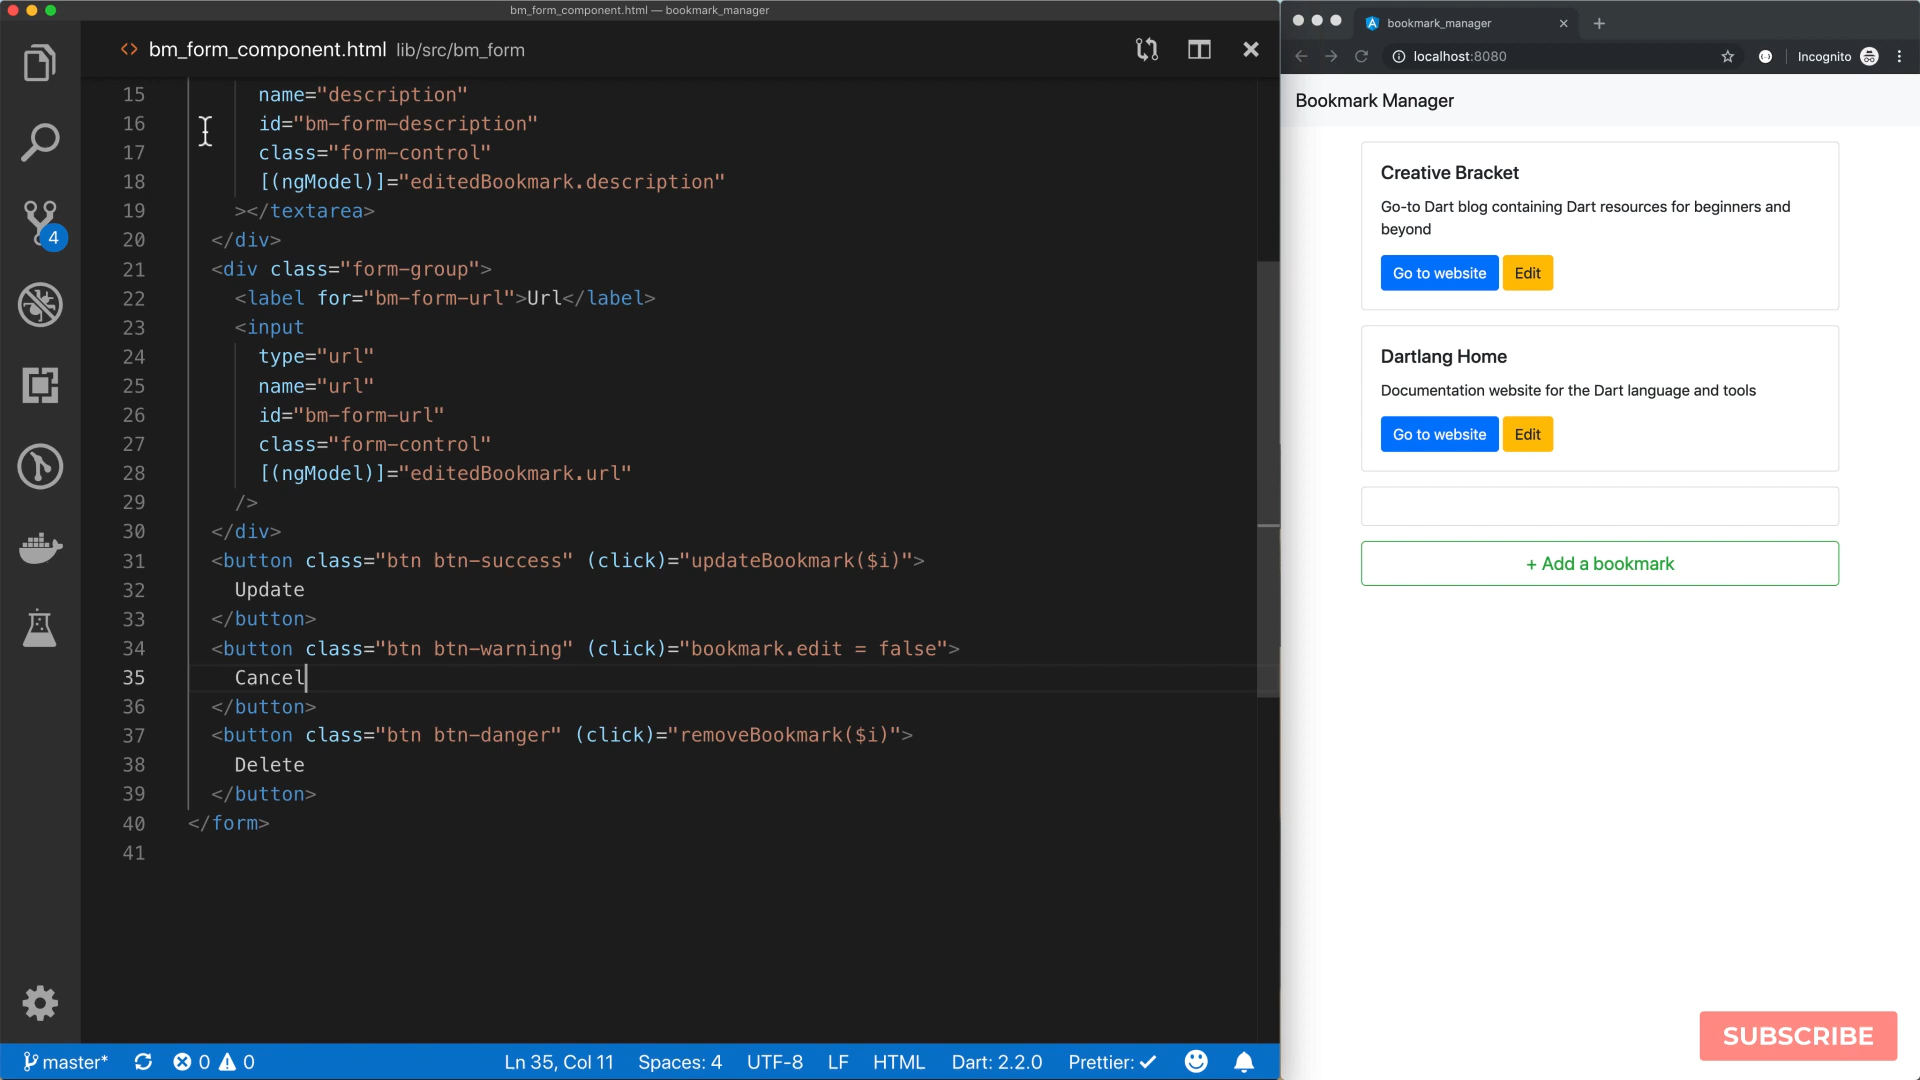 bm_form_component.html — bookmark_manager
bm_form_component.html lib/src/bm_form
15 name="description"
16 id="bm-form-description"
17 class="form-control"
18 [(ngModel)]="editedBookmark.description"
19 ></textarea>
20 </div>
21 <div class="form-group">
22 <label for="bm-form-url">Url</label>
23 <input
24 type="url"
25 name="url"
26 id="bm-form-url"
27 class="form-control"
28 [(ngModel)]="editedBookmark.url"
29 />
30 </div>
31 <button class="btn btn-success" (click)="updateBookmark($i)">
32 Update
33 </button>
34 <button class="btn btn-warning" (click)="bookmark.edit = false">
35 Cancel
36 </button>
37 <button class="btn btn-danger" (click)="removeBookmark($i)">
38 Delete
39 </button>
40 </form>
41
4
master* 0 0 Ln 35, Col 11 Spaces: 4 UTF-8 LF HTML Dart: 2.2.0 Prettier: ✓
bookmark_manager
localhost:8080 Incognito
Bookmark Manager
Creative Bracket
Go-to Dart blog containing Dart resources for beginners and
beyond
Go to website Edit
Dartlang Home
Documentation website for the Dart language and tools
Go to website Edit
+ Add a bookmark
SUBSCRIBE